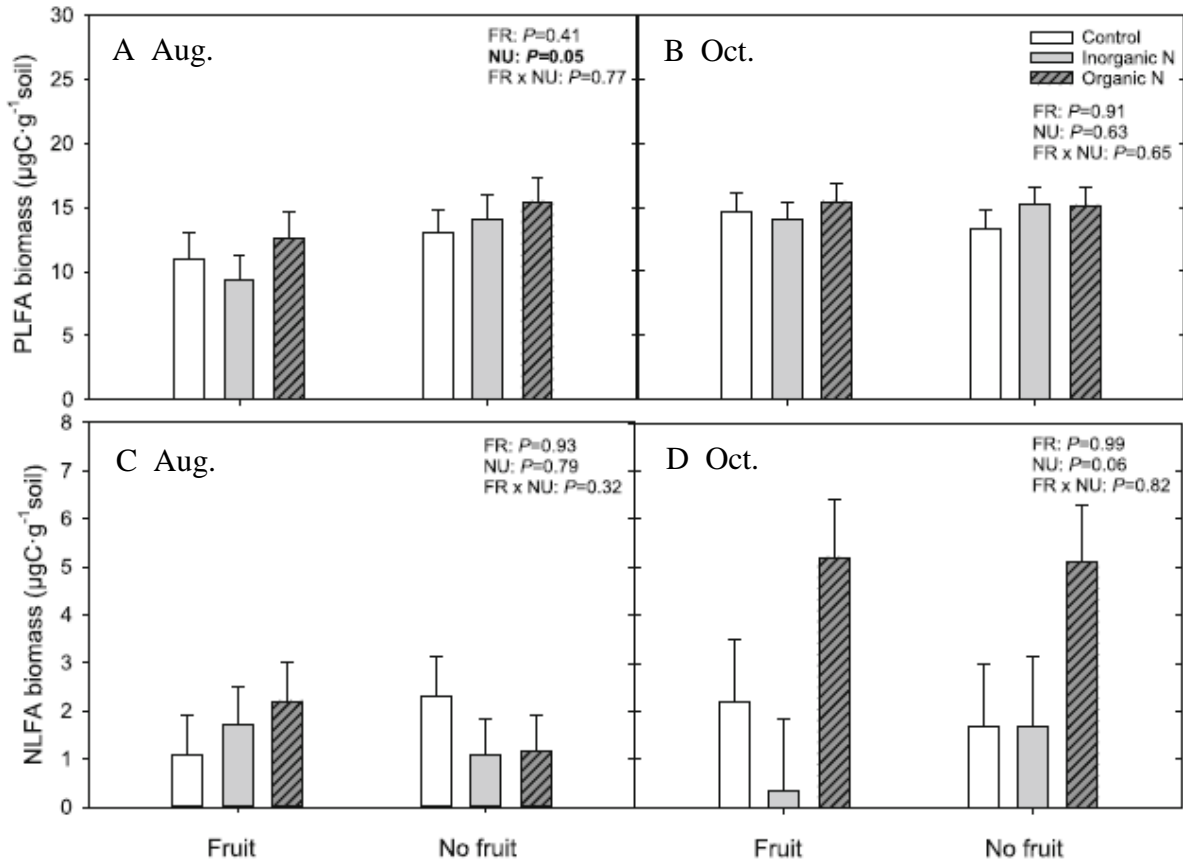 PLFA biomass (µgC·g⁻¹soil)
30
25
20
15
10
5
0
A Aug.
FR: P=0.41
NU: P=0.05
FR x NU: P=0.77
B Oct.
Control
Inorganic N
Organic N
FR: P=0.91
NU: P=0.63
FR x NU: P=0.65
NLFA biomass (µgC·g⁻¹soil)
8
7
6
5
4
3
2
1
0
C Aug.
FR: P=0.93
NU: P=0.79
FR x NU: P=0.32
D Oct.
FR: P=0.99
NU: P=0.06
FR x NU: P=0.82
Fruit
No fruit
Fruit
No fruit